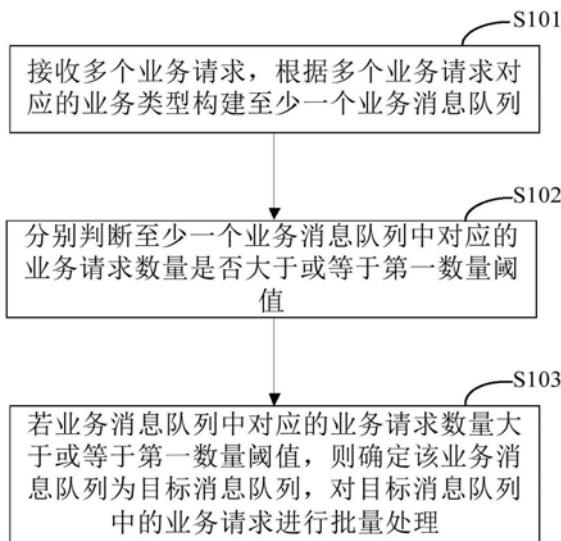 S101
接收多个业务请求，根据多个业务请求对
应的业务类型构建至少一个业务消息队列
S102
分别判断至少一个业务消息队列中对应的
业务请求数量是否大于或等于第一数量阈
值
S103
若业务消息队列中对应的业务请求数量大
于或等于第一数量阈值，则确定该业务消
息队列为目标消息队列，对目标消息队列
中的业务请求进行批量处理